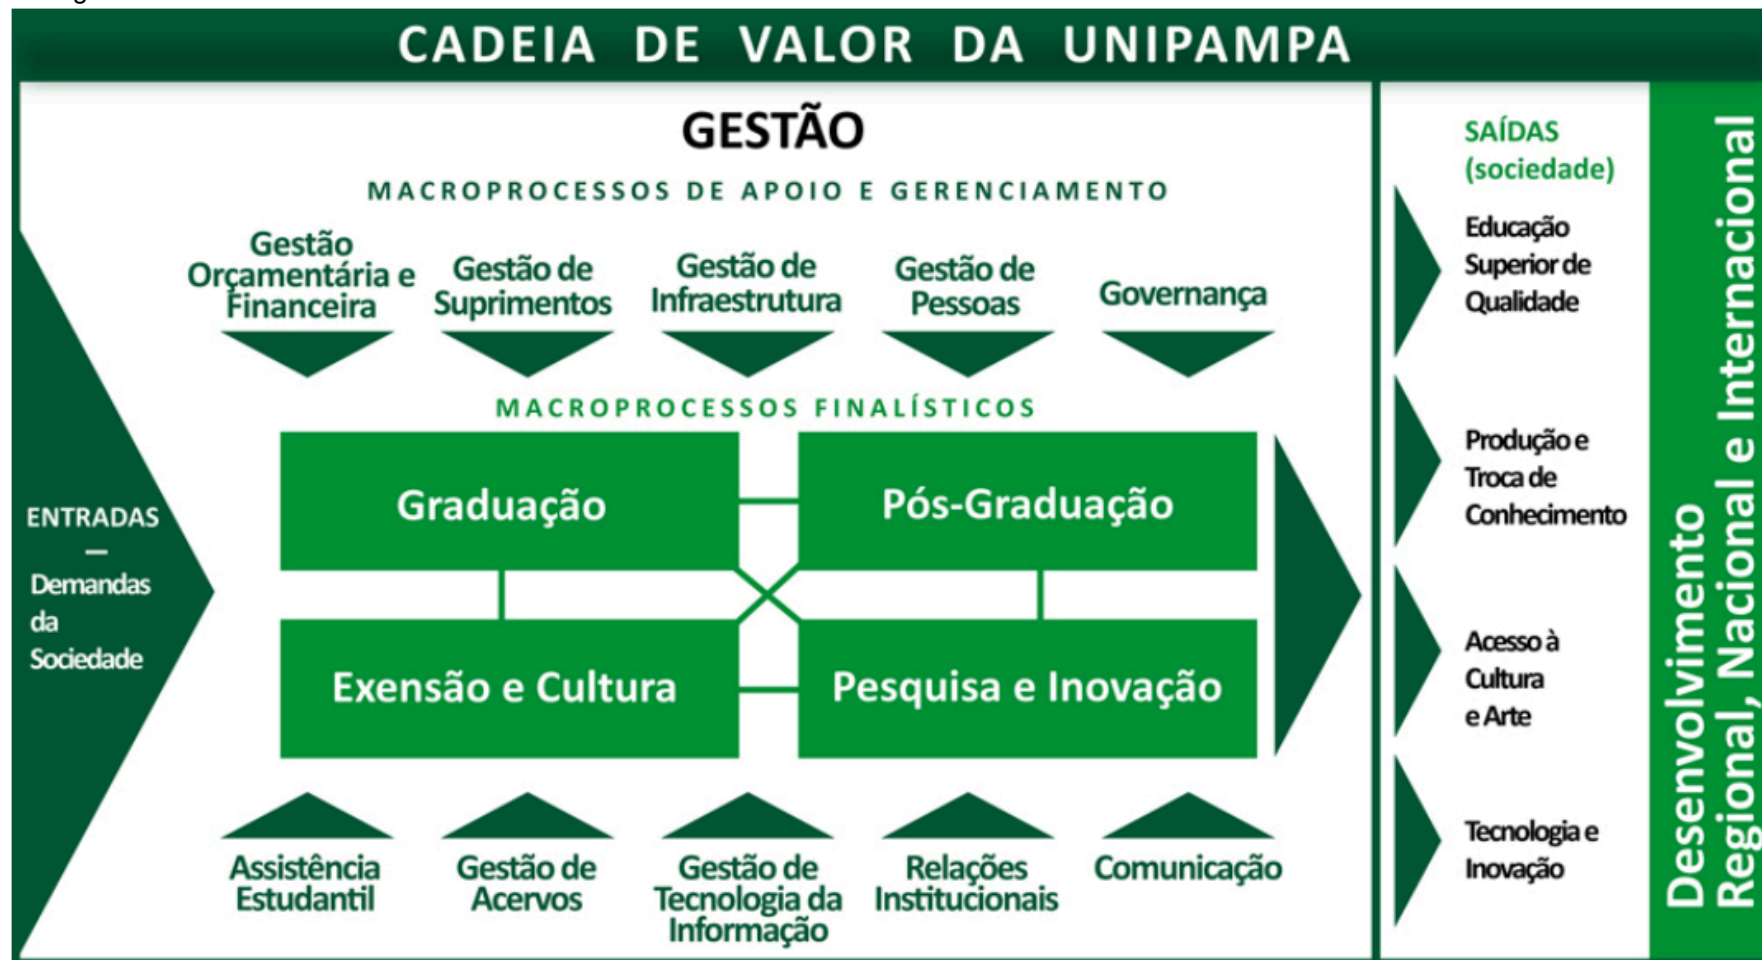 CADEIA DE VALOR DA UNIPAMPA
GESTÃO
MACROPROCESSOS DE APOIO E GERENCIAMENTO
Gestão
Orçamentária e
Financeira
Gestão de
Suprimentos
Gestão de
Infraestrutura
Gestão de
Pessoas
Governança
MACROPROCESSOS FINALÍSTICOS
ENTRADAS
—
Demandas
da
Sociedade
Graduação
Pós-Graduação
Exensão e Cultura
Pesquisa e Inovação
Assistência
Estudantil
Gestão de
Acervos
Gestão de
Tecnologia da
Informação
Relações
Institucionais
Comunicação
SAÍDAS
(sociedade)
Educação
Superior de
Qualidade
Produção e
Troca de
Conhecimento
Acesso à
Cultura
e Arte
Tecnologia e
Inovação
Desenvolvimento
Regional, Nacional e Internacional